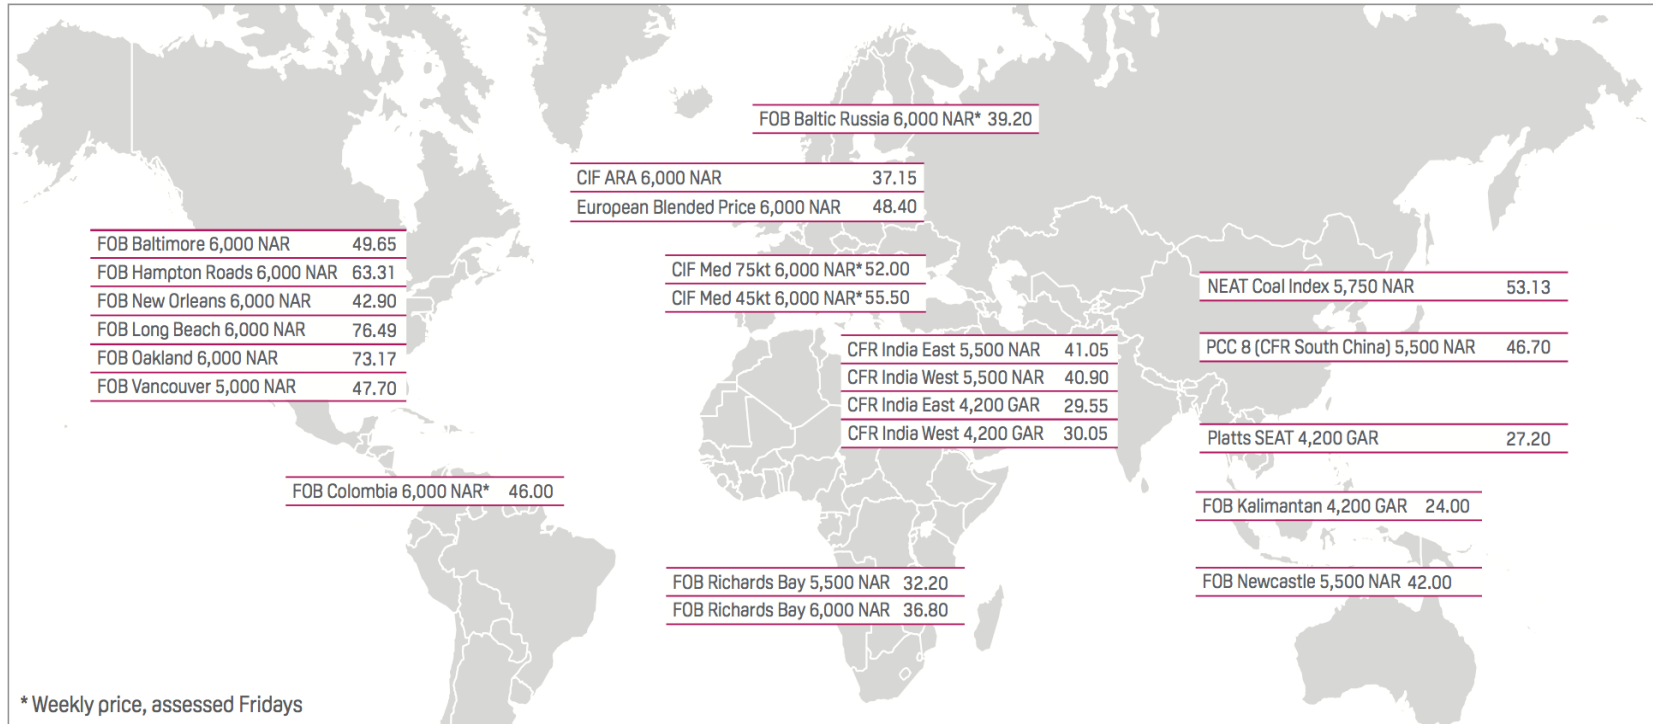 FOB Baltic Russia 6,000 NAR* 39.20
CIF ARA 6,000 NAR 37.15
European Blended Price 6,000 NAR 48.40
FOB Baltimore 6,000 NAR 49.65
FOB Hampton Roads 6,000 NAR 63.31
FOB New Orleans 6,000 NAR 42.90
FOB Long Beach 6,000 NAR 76.49
FOB Oakland 6,000 NAR 73.17
FOB Vancouver 5,000 NAR 47.70
CIF Med 75kt 6,000 NAR* 52.00
CIF Med 45kt 6,000 NAR* 55.50
NEAT Coal Index 5,750 NAR 53.13
PCC 8 (CFR South China) 5,500 NAR 46.70
CFR India East 5,500 NAR 41.05
CFR India West 5,500 NAR 40.90
CFR India East 4,200 GAR 29.55
CFR India West 4,200 GAR 30.05
Platts SEAT 4,200 GAR 27.20
FOB Colombia 6,000 NAR* 46.00
FOB Kalimantan 4,200 GAR 24.00
FOB Richards Bay 5,500 NAR 32.20
FOB Richards Bay 6,000 NAR 36.80
FOB Newcastle 5,500 NAR 42.00
* Weekly price, assessed Fridays